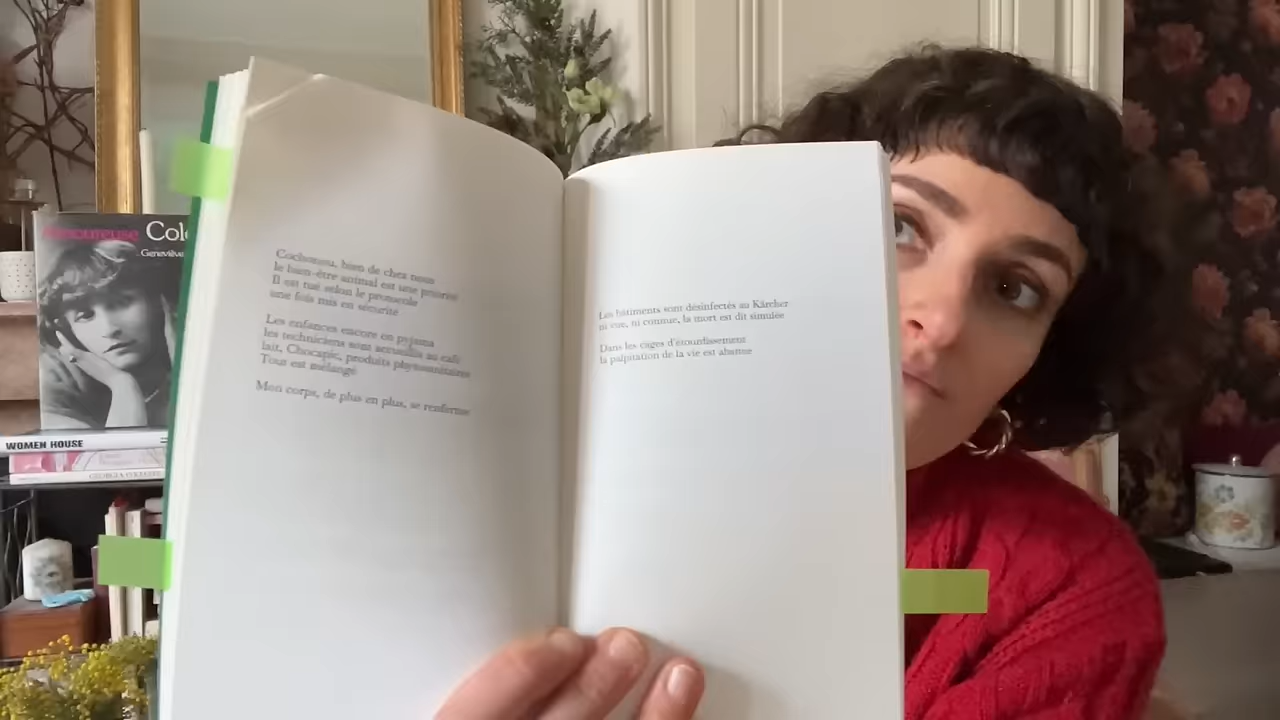 Amoureuse Col
Geneviève
WOMEN HOUSE
Cochonou, bien de chez nous
le bien-être animal est une priorité
Il est tué selon le protocole
une fois mis en sécurité
Les enfances encore en pyjama
les techniciens sont accueillis au café
lait, Chocapic, produits phytosanitaires
Tout est mélangé
Mon corps, de plus en plus, se renferme
Les bâtiments sont désinfectés au Kärcher
ni vue, ni connue, la mort est dit simulée
Dans les cages d'étourdissement
la palpitation de la vie est abattue